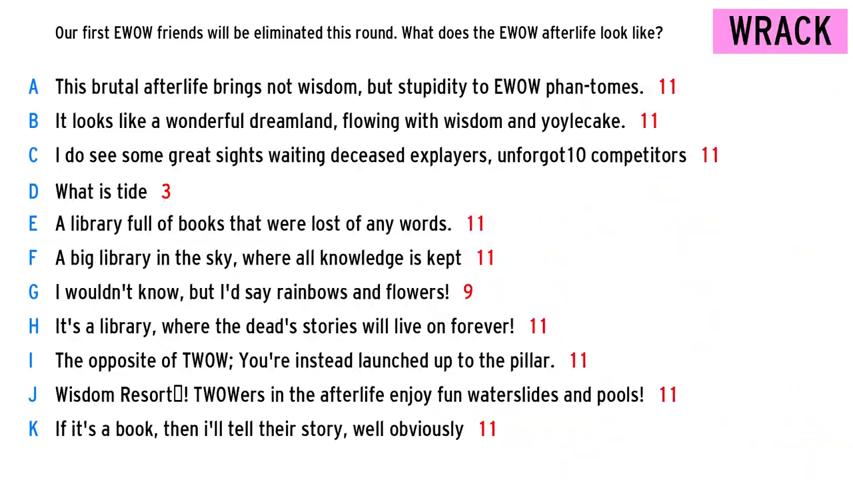 Our first EWOW friends will be eliminated this round. What does the EWOW afterlife look like?
WRACK
A This brutal afterlife brings not wisdom, but stupidity to EWOW phan-tomes. 11
B It looks like a wonderful dreamland, flowing with wisdom and yoylecake. 11
C I do see some great sights waiting deceased explayers, unforgot10 competitors 11
D What is tide 3
E A library full of books that were lost of any words. 11
F A big library in the sky, where all knowledge is kept 11
G I wouldn't know, but I'd say rainbows and flowers! 9
H It's a library, where the dead's stories will live on forever! 11
I The opposite of TWOW; You're instead launched up to the pillar. 11
J Wisdom Resort▯! TWOWers in the afterlife enjoy fun waterslides and pools! 11
K If it's a book, then i'll tell their story, well obviously 11